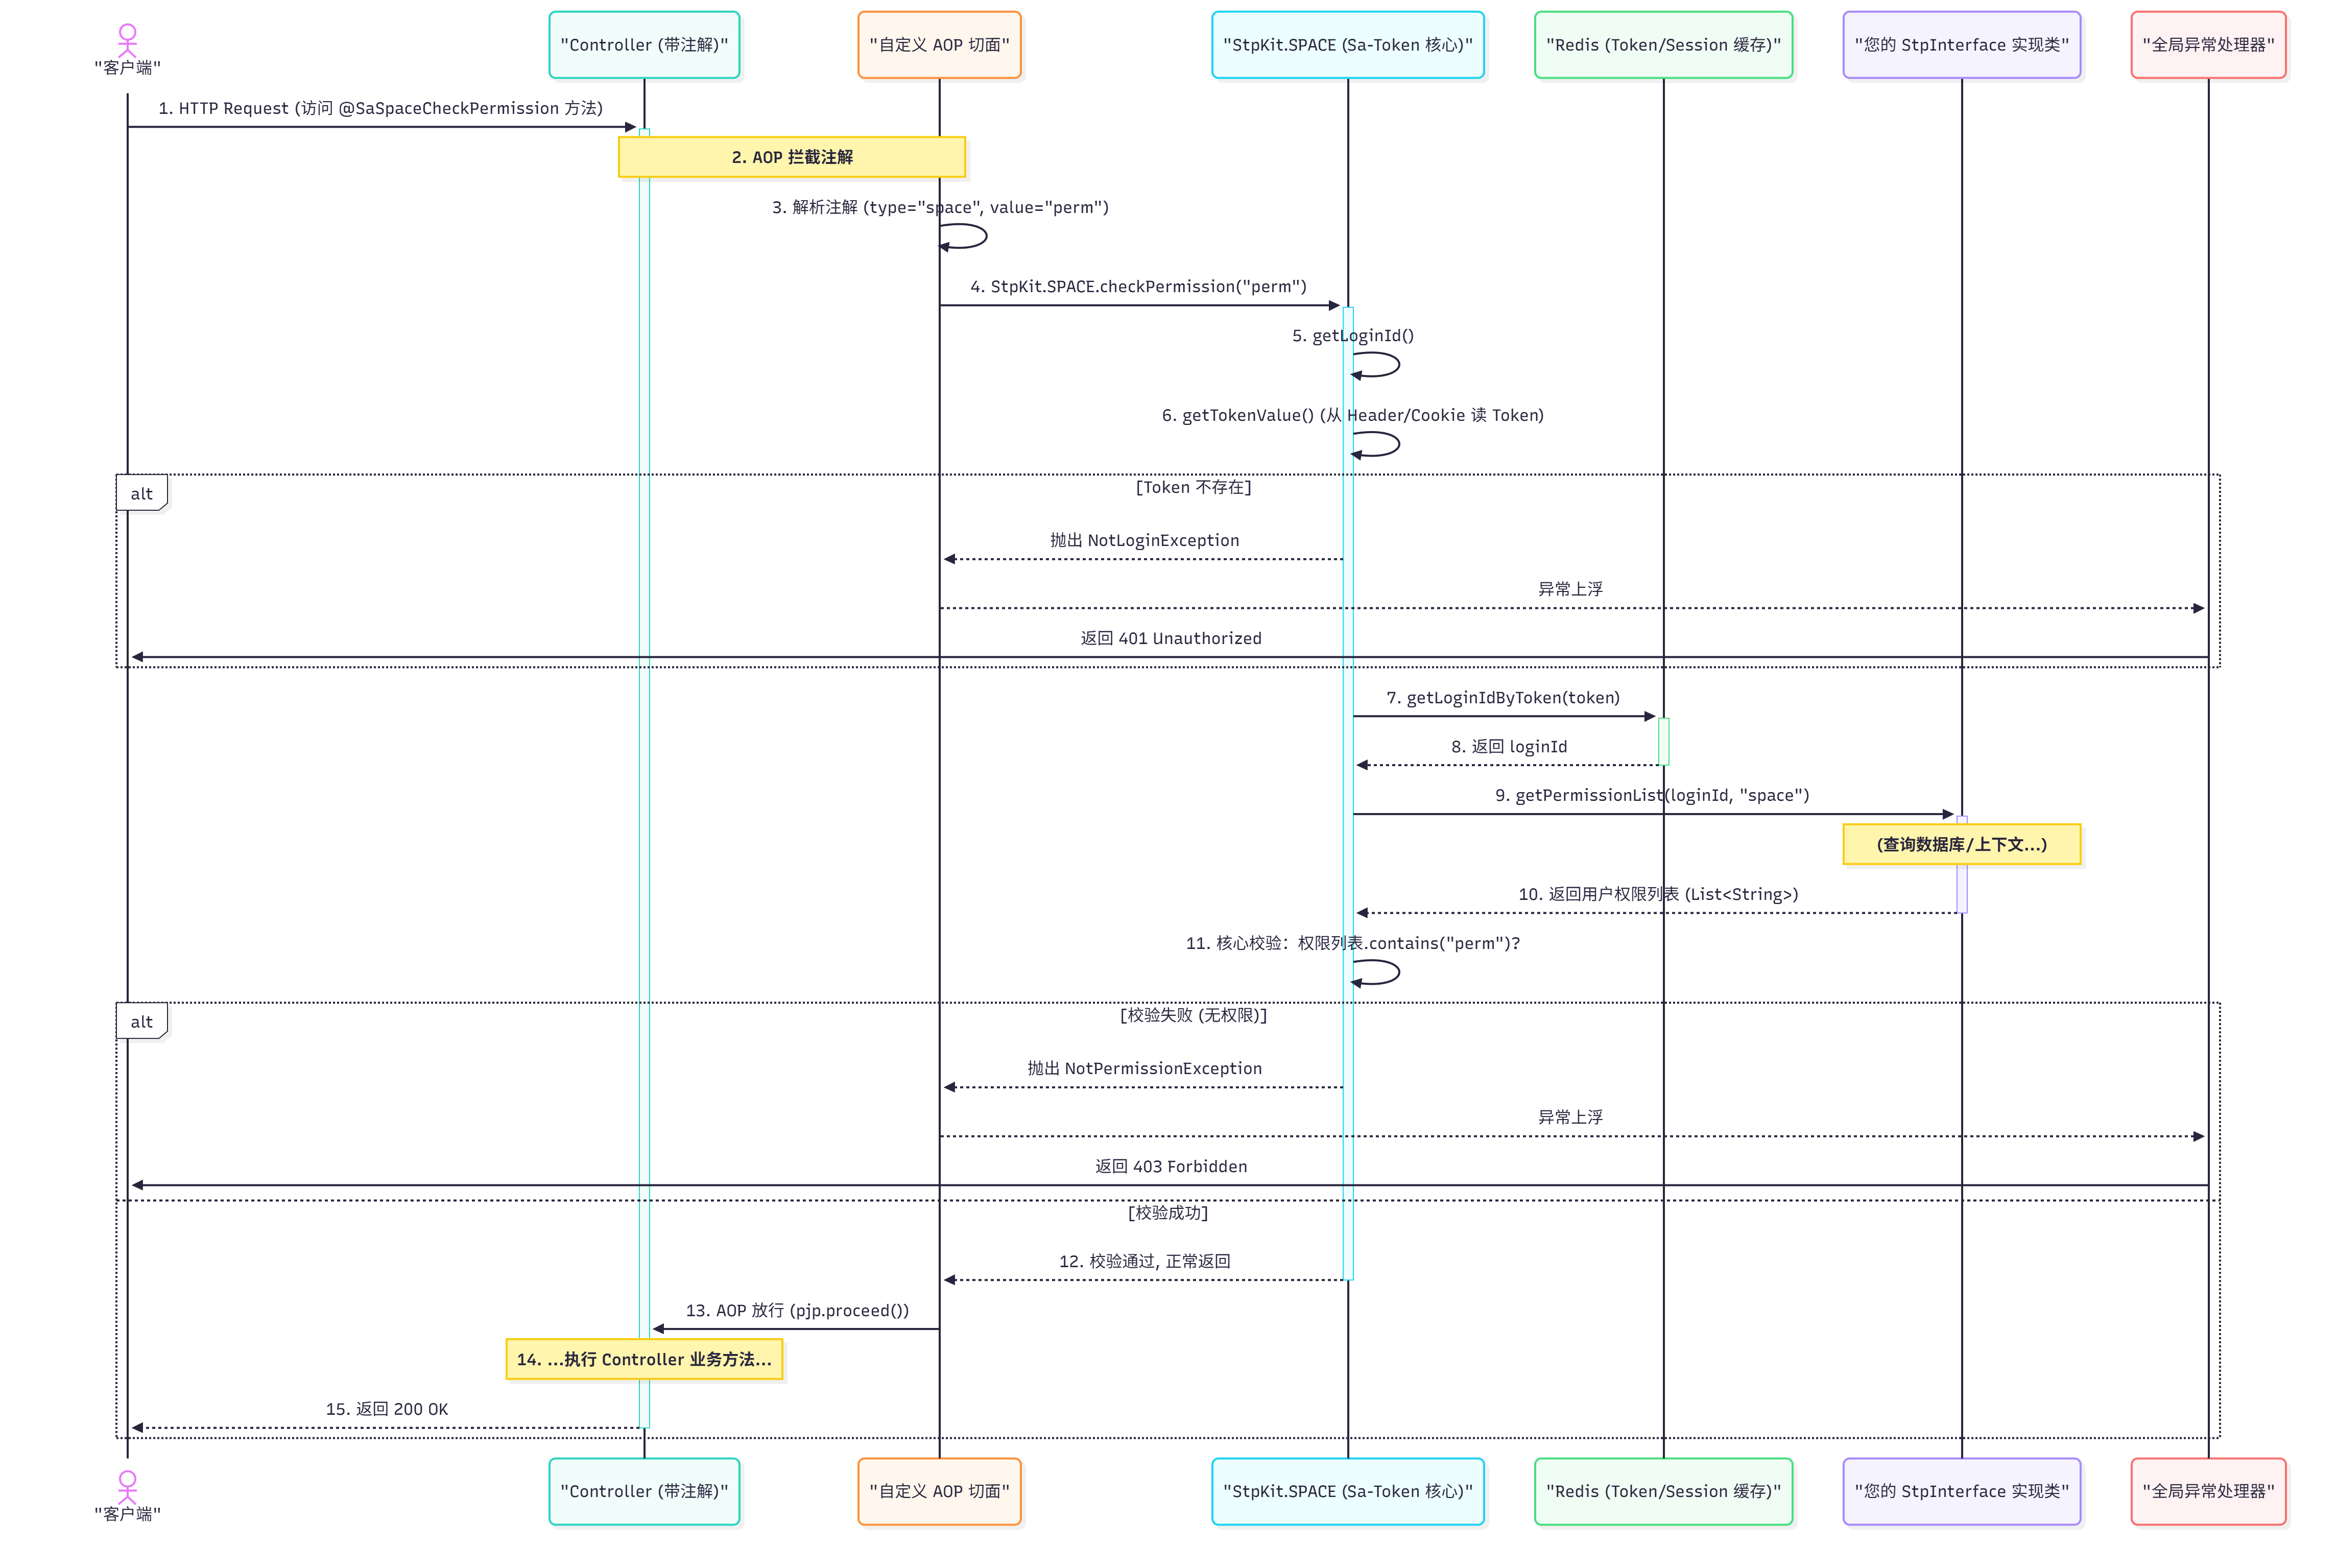 "客户端"
"Controller (带注解)"
"自定义 AOP 切面"
"StpKit.SPACE (Sa-Token 核心)"
"Redis (Token/Session 缓存)"
"您的 StpInterface 实现类"
"全局异常处理器"
1. HTTP Request (访问 @SaSpaceCheckPermission 方法)
2. AOP 拦截注解
3. 解析注解 (type="space", value="perm")
4. StpKit.SPACE.checkPermission("perm")
5. getLoginId()
6. getTokenValue() (从 Header/Cookie 读 Token)
alt
[Token 不存在]
抛出 NotLoginException
异常上浮
返回 401 Unauthorized
7. getLoginIdByToken(token)
8. 返回 loginId
9. getPermissionList(loginId, "space")
(查询数据库/上下文...)
10. 返回用户权限列表 (List<String>)
11. 核心校验：权限列表.contains("perm")?
alt
[校验失败 (无权限)]
抛出 NotPermissionException
异常上浮
返回 403 Forbidden
[校验成功]
12. 校验通过, 正常返回
13. AOP 放行 (pjp.proceed())
14. ...执行 Controller 业务方法...
15. 返回 200 OK
"客户端"
"Controller (带注解)"
"自定义 AOP 切面"
"StpKit.SPACE (Sa-Token 核心)"
"Redis (Token/Session 缓存)"
"您的 StpInterface 实现类"
"全局异常处理器"